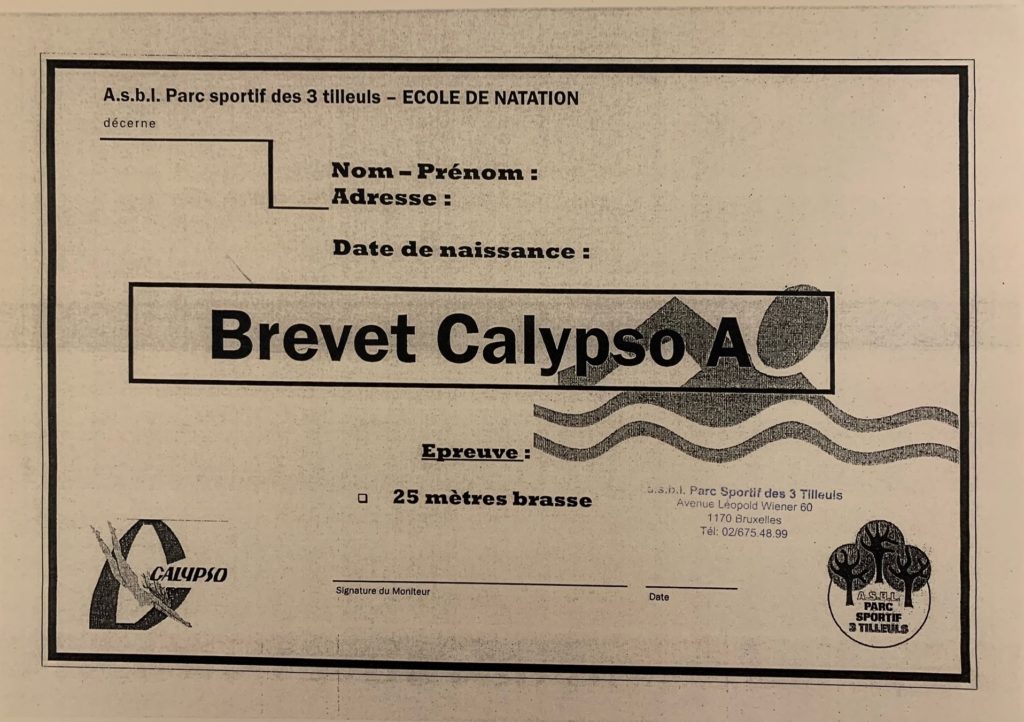 A.s.b.l. Parc sportif des 3 tilleuls – ECOLE DE NATATION
décerne
Nom – Prénom :
Adresse :
Date de naissance :
Brevet Calypso A
Epreuve :
❑ 25 mètres brasse
a.s.b.l. Parc Sportif des 3 Tilleuls
Avenue Léopold Wiener 60
1170 Bruxelles
Tél: 02/675.48.99
CALYPSO
Signature du Moniteur
Date
A.S.B.L.
PARC
SPORTIF
3 TILLEULS